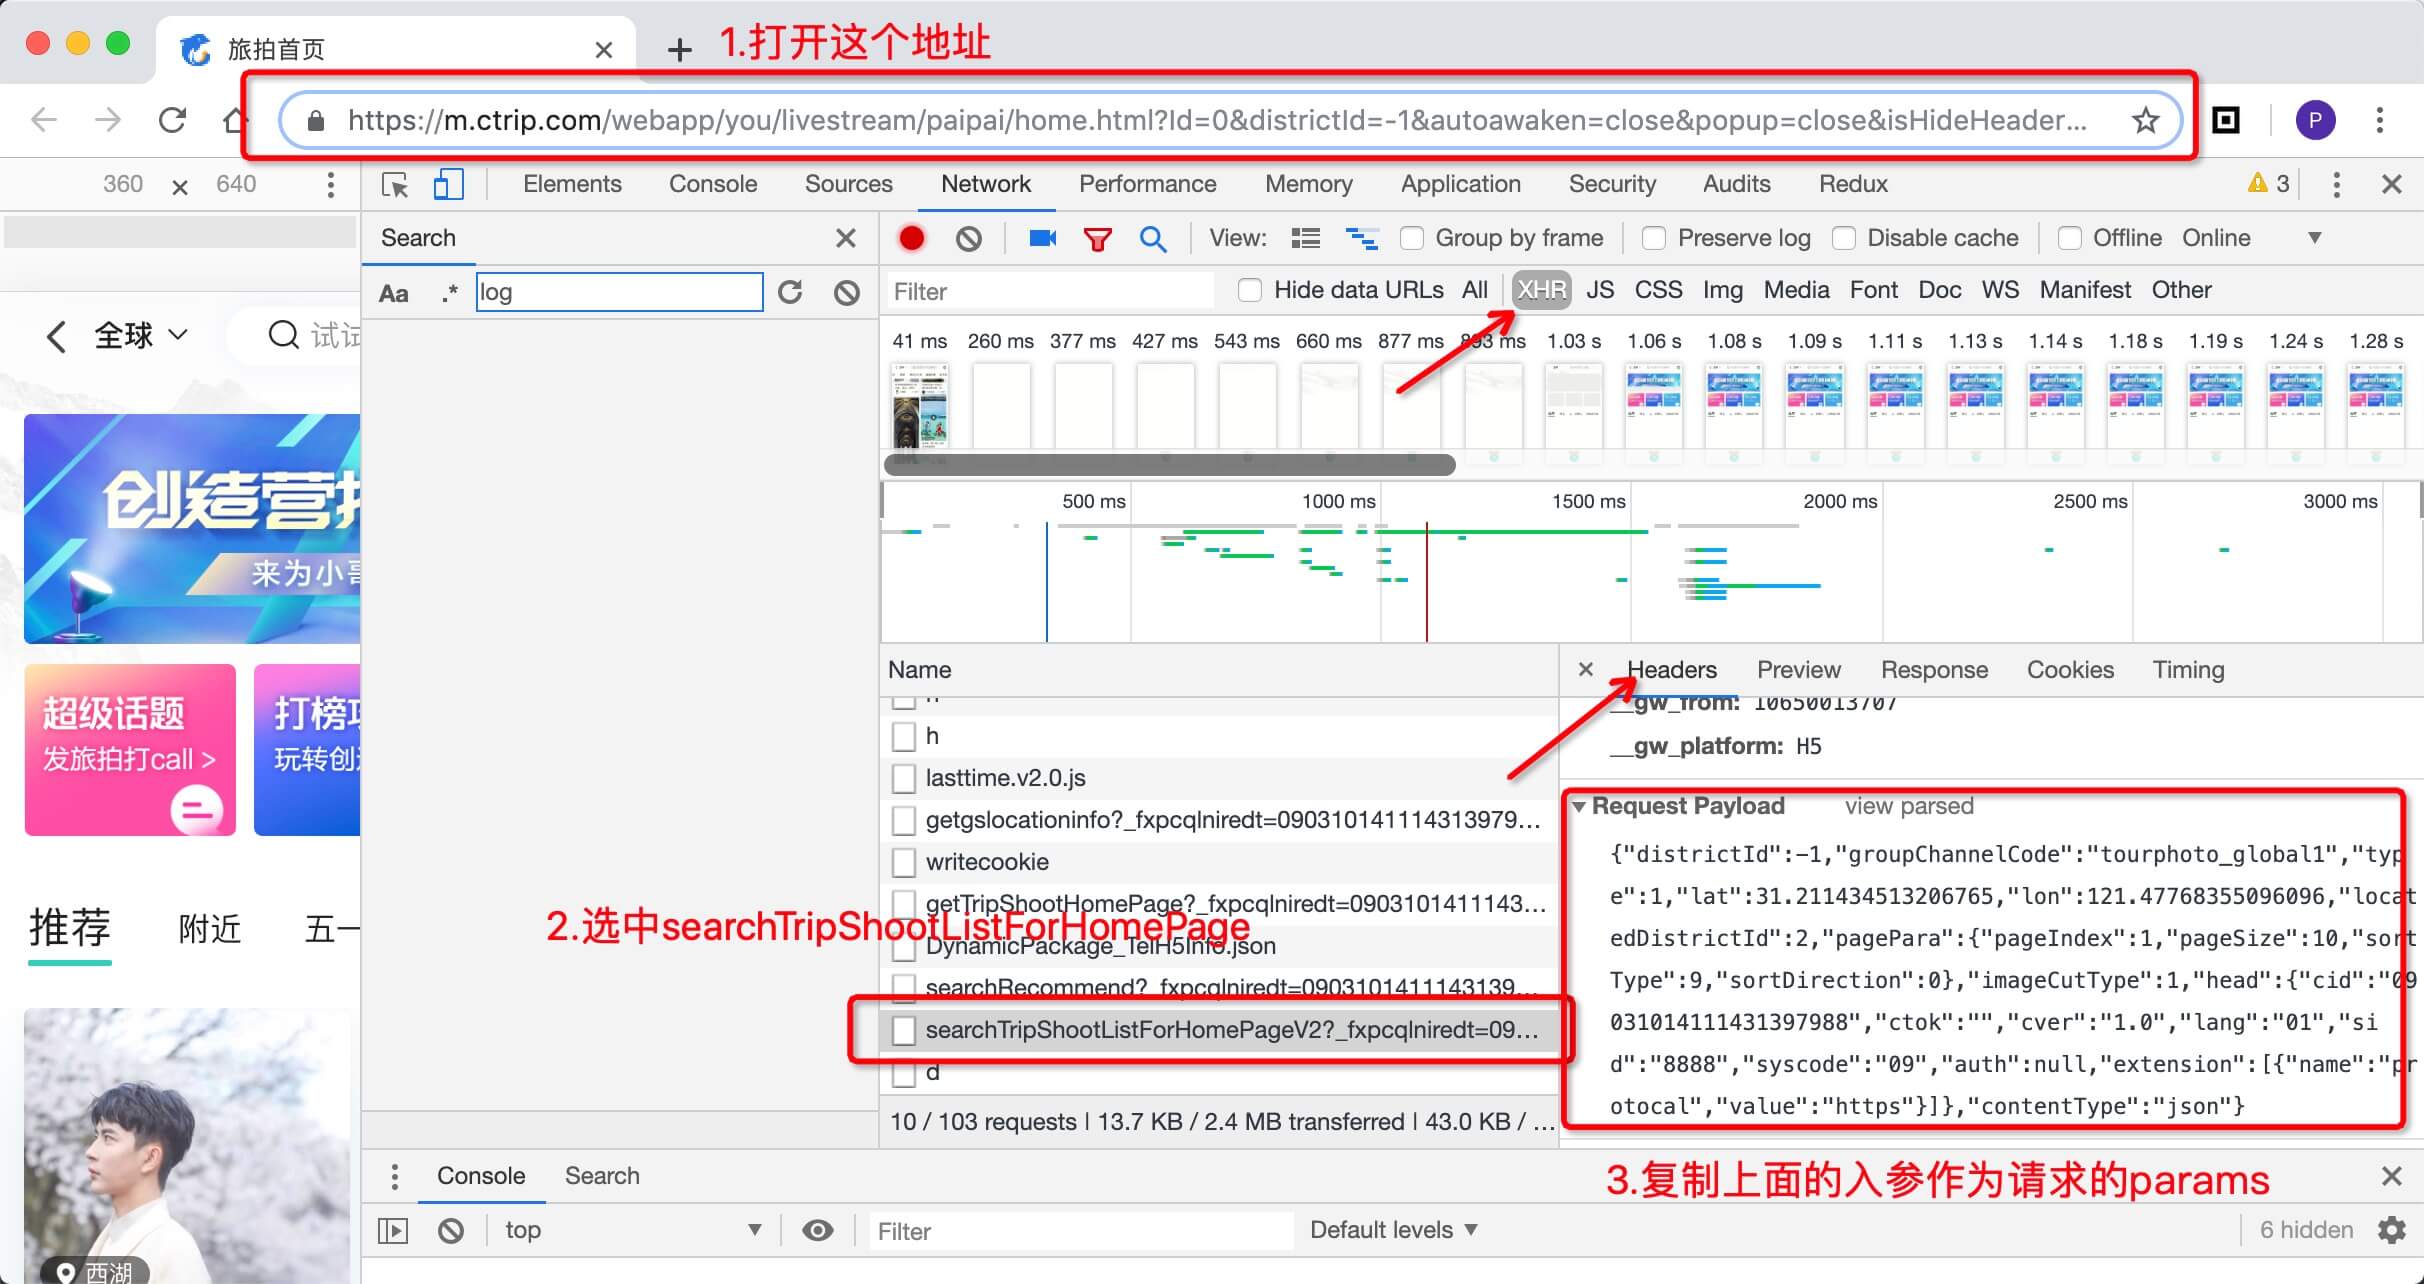 旅拍首页
1.打开这个地址
https://m.ctrip.com/webapp/you/livestream/paipai/home.html?Id=0&districtId=-1&autoawaken=close&popup=close&isHideHeader...
P
360 × 640
Elements Console Sources Network Performance Memory Application Security Audits Redux 3
Search
View: Group by frame Preserve log Disable cache Offline Online
Aa .* log
Filter Hide data URLs All XHR JS CSS Img Media Font Doc WS Manifest Other
全球 试试
41 ms 260 ms 377 ms 427 ms 543 ms 660 ms 877 ms 893 ms 1.03 s 1.06 s 1.08 s 1.09 s 1.11 s 1.13 s 1.14 s 1.18 s 1.19 s 1.24 s 1.28 s
500 ms 1000 ms 1500 ms 2000 ms 2500 ms 3000 ms
创造营
来为小哥
超级话题
发旅拍打call >
打榜
玩转创
推荐 附近 五一
西湖
Name
h
lasttime.v2.0.js
getgslocationinfo?_fxpcqlniredt=090310141114313979...
writecookie
getTripShootHomePage?_fxpcqlniredt=0903101411143...
2.选中searchTripShootListForHomePage
DynamicPackage_TelH5Info.json
searchRecommend?_fxpcqlniredt=0903101411143139...
searchTripShootListForHomePageV2?_fxpcqlniredt=09...
d
10 / 103 requests | 13.7 KB / 2.4 MB transferred | 43.0 KB / ...
Headers Preview Response Cookies Timing
__gw_from: 10650013707
__gw_platform: H5
Request Payload view parsed
{"districtId":-1,"groupChannelCode":"tourphoto_global1","typ
e":1,"lat":31.211434513206765,"lon":121.47768355096096,"locat
edDistrictId":2,"pagePara":{"pageIndex":1,"pageSize":10,"sort
Type":9,"sortDirection":0},"imageCutType":1,"head":{"cid":"09
031014111431397988","ctok":"","cver":"1.0","lang":"01","si
d":"8888","syscode":"09","auth":null,"extension":[{"name":"pr
otocal","value":"https"}]},"contentType":"json"}
3.复制上面的入参作为请求的params
Console Search
top Filter Default levels 6 hidden